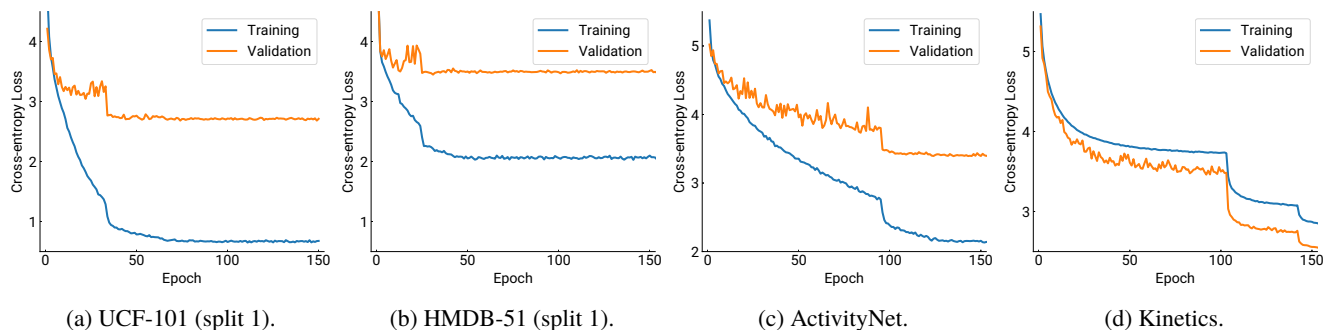 Cross-entropy Loss
4
3
2
1
0
50
100
150
Epoch
Training
Validation
(a) UCF-101 (split 1).
Cross-entropy Loss
4
3
2
1
0
50
100
150
Epoch
Training
Validation
(b) HMDB-51 (split 1).
Cross-entropy Loss
5
4
3
2
0
50
100
150
Epoch
Training
Validation
(c) ActivityNet.
Cross-entropy Loss
5
4
3
0
50
100
150
Epoch
Training
Validation
(d) Kinetics.